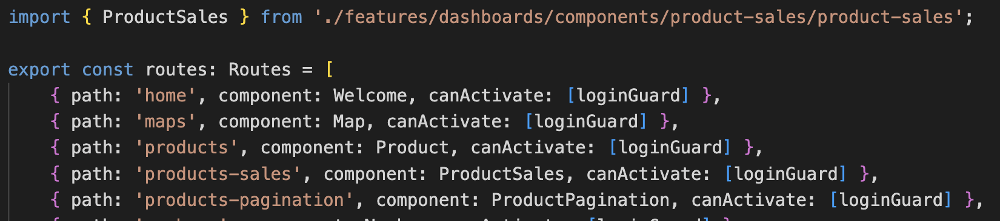 import { ProductSales } from './features/dashboards/components/product-sales/product-sales';
export const routes: Routes = [
{ path: 'home', component: Welcome, canActivate: [loginGuard] },
{ path: 'maps', component: Map, canActivate: [loginGuard] },
{ path: 'products', component: Product, canActivate: [loginGuard] },
{ path: 'products-sales', component: ProductSales, canActivate: [loginGuard] },
{ path: 'products-pagination', component: ProductPagination, canActivate: [loginGuard] },